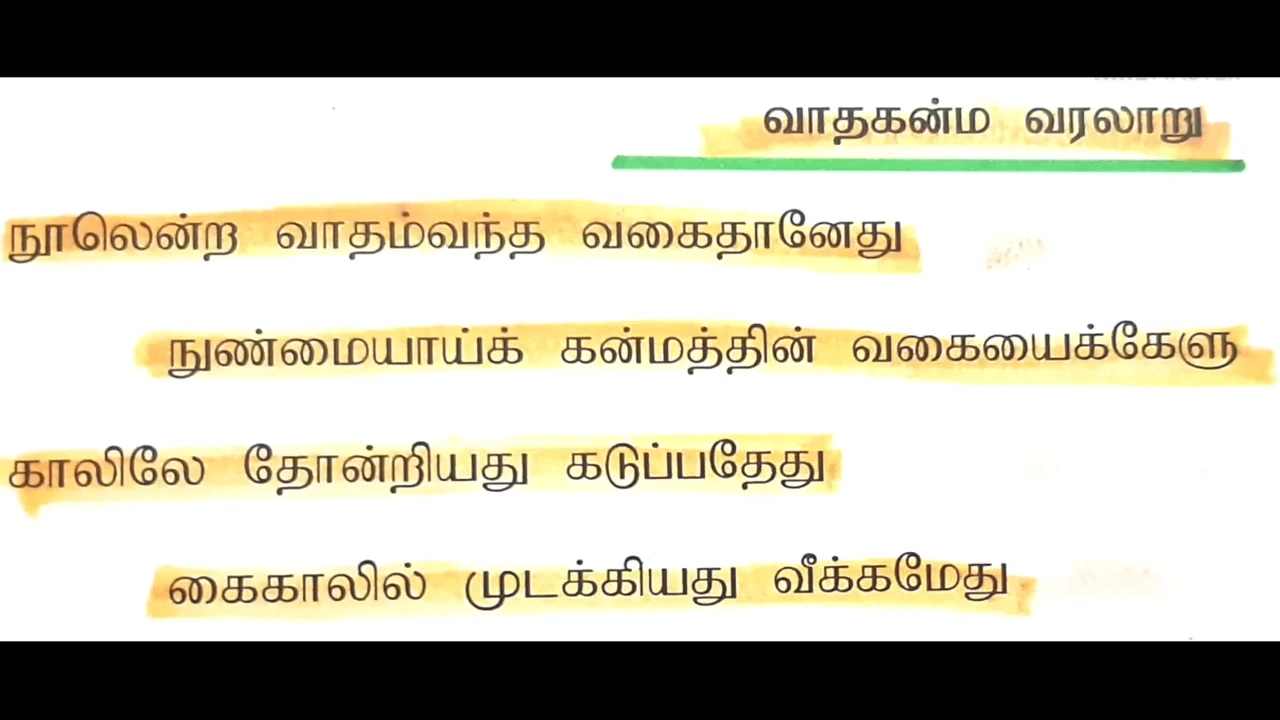 வாதகன்ம வரலாறு
நூலென்ற வாதம்வந்த வகைதானேது
நுண்மையாய்க் கன்மத்தின் வகையைக்கேளு
காலிலே தோன்றியது கடுப்பதேது
கைகாலில் முடக்கியது வீக்கமேது